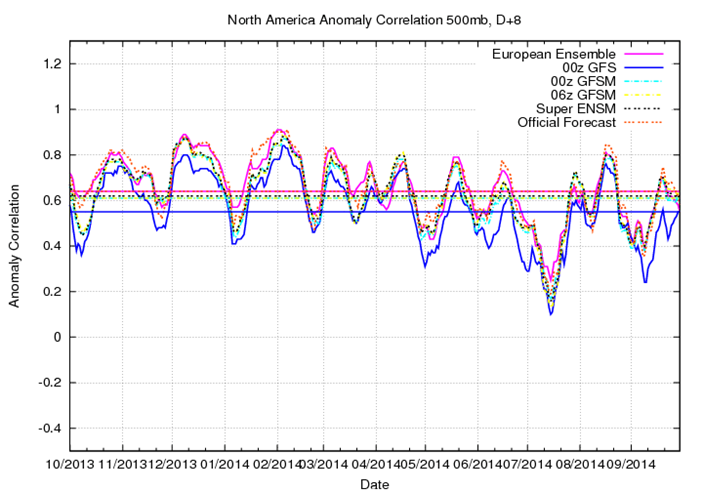 North America Anomaly Correlation 500mb, D+8
European Ensemble
00z GFS
00z GFSM
06z GFSM
Super ENSM
Official Forecast
1.2
1
0.8
0.6
0.4
0.2
0
-0.2
-0.4
Anomaly Correlation
10/2013 11/2013 12/2013 01/2014 02/2014 03/2014 04/2014 05/2014 06/2014 07/2014 08/2014 09/2014
Date